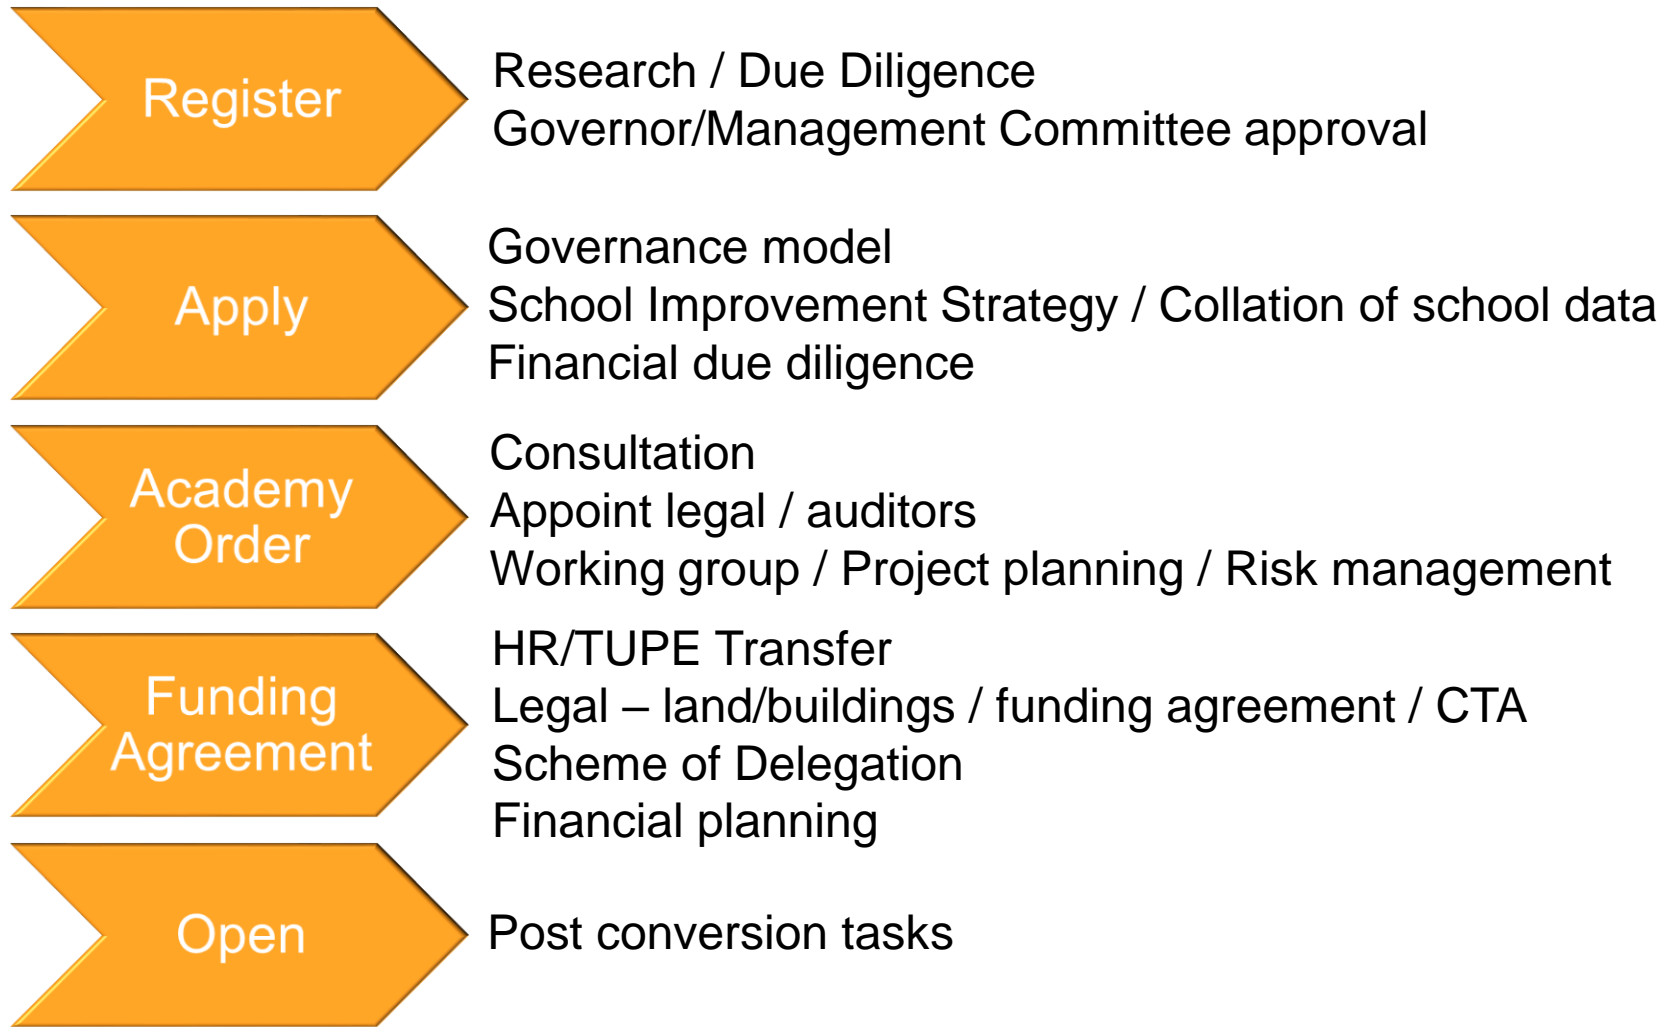 Register
Research / Due Diligence
Governor/Management Committee approval
Apply
Governance model
School Improvement Strategy / Collation of school data
Financial due diligence
Academy
Order
Consultation
Appoint legal / auditors
Working group / Project planning / Risk management
Funding
Agreement
HR/TUPE Transfer
Legal – land/buildings / funding agreement / CTA
Scheme of Delegation
Financial planning
Open
Post conversion tasks